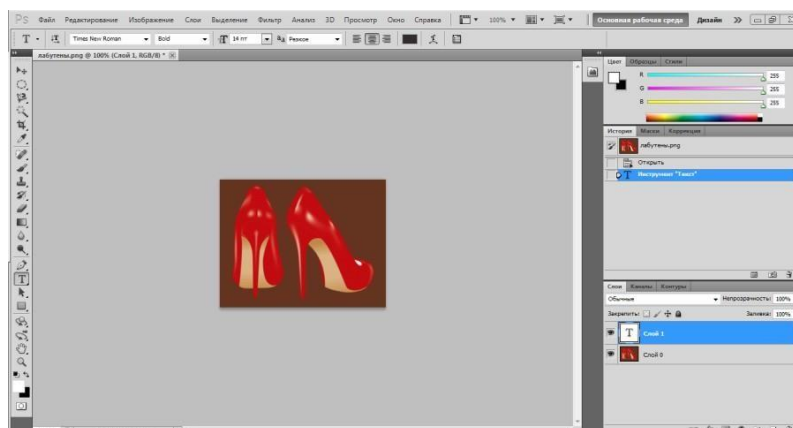 Ps Файл Редактирование Изображение Слои Выделение Фильтр Анализ 3D Просмотр Окно Справка 100% Основная рабочая среда Дизайн
T Times New Roman Bold 14 пт Резкое
лабутены.png @ 100% (Слой 1, RGB/8) *
Цвет Образцы Стили
R 255
G 255
B 255
История Маски Коррекция
лабутены.png
Открыть
Инструмент "Текст"
Слои Каналы Контуры
Обычные Непрозрачность: 100%
Закрепить: Заливка: 100%
T Слой 1
Слой 0